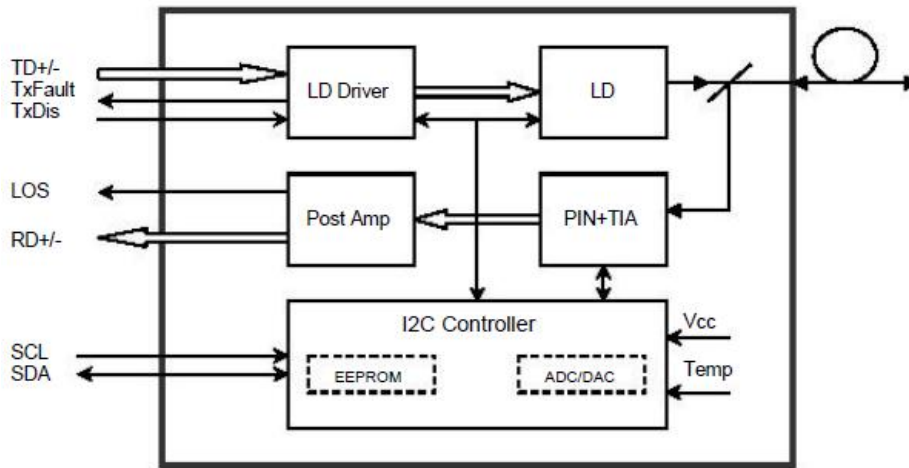 TD+/-
TxFault
TxDis
LD Driver
LD
LOS
RD+/-
Post Amp
PIN+TIA
I2C Controller
SCL
SDA
EEPROM
ADC/DAC
Vcc
Temp